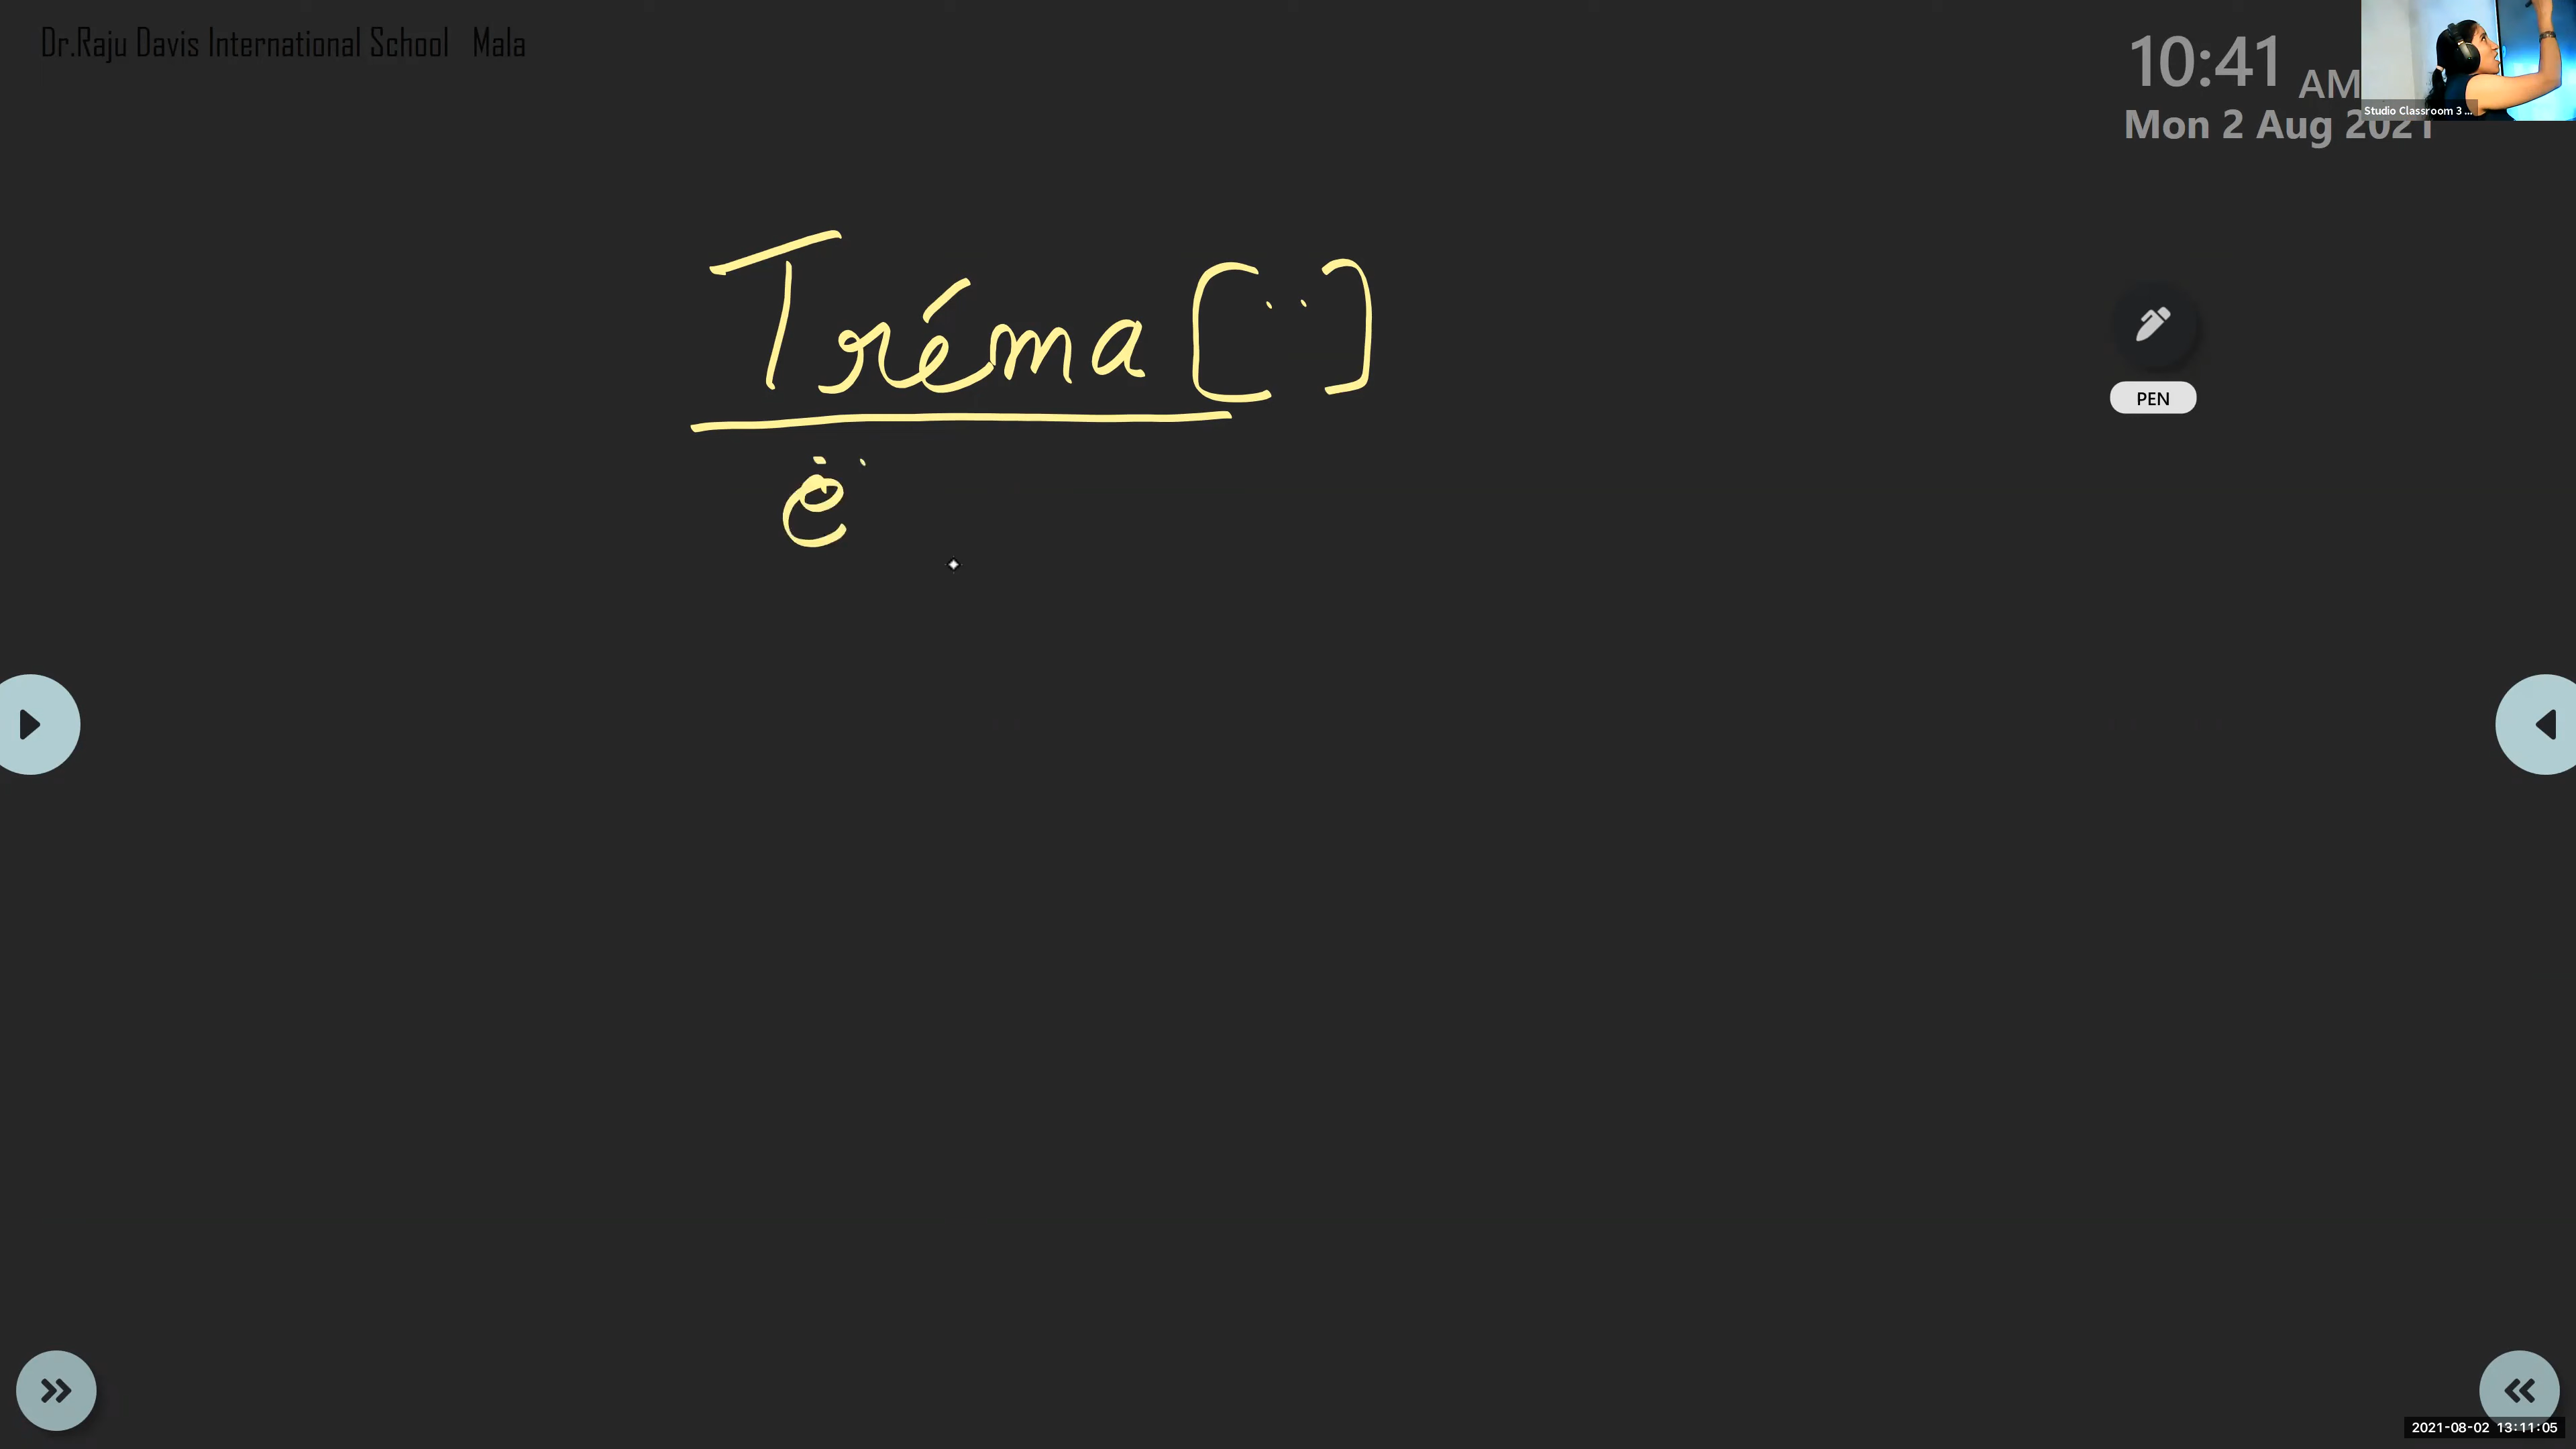 Dr.Raju Davis International School Mala
10:41 AM
Mon 2 Aug 2021
Studio Classroom 3 ...
Tréma [¨]
PEN
ë
2021-08-02 13:11:05